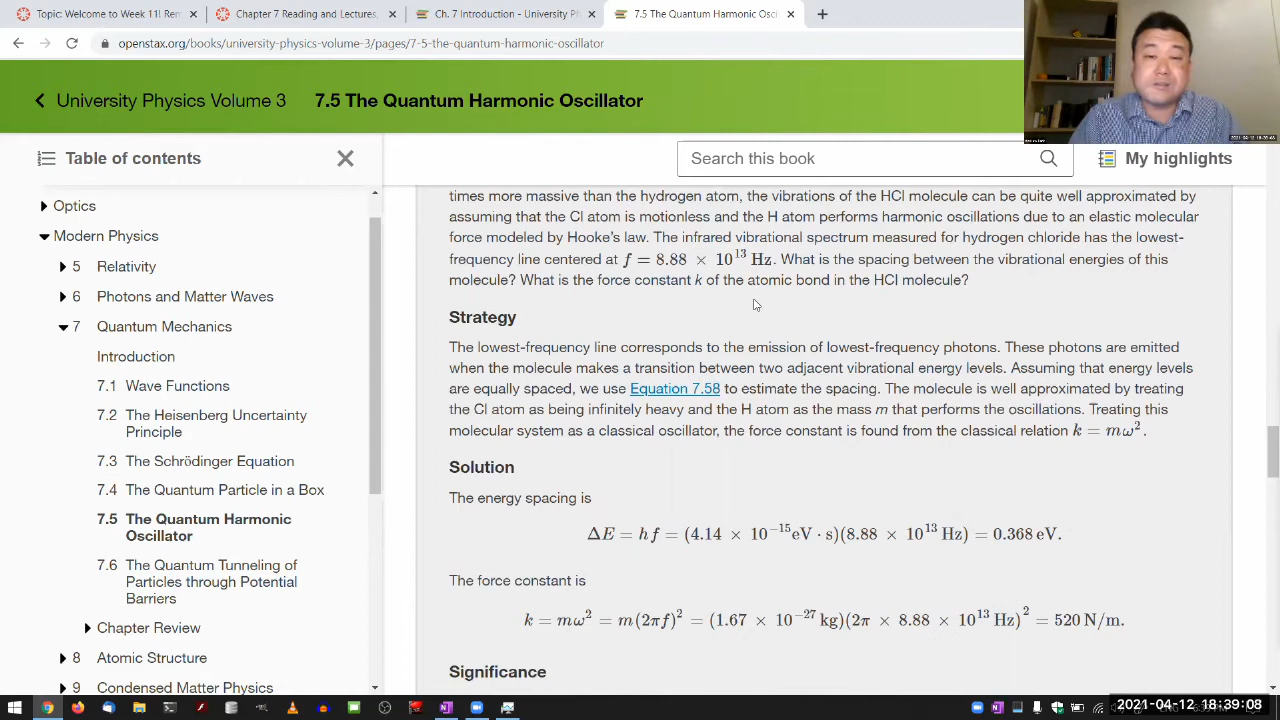 Topic: Welcome to Week 11! Rem
Chapter 7 Reading and Lectures,
Ch. 7 Introduction - University Ph
7.5 The Quantum Harmonic Osci
openstax.org/books/university-physics-volume-3/pages/7-5-the-quantum-harmonic-oscillator
University Physics Volume 3
7.5 The Quantum Harmonic Oscillator
Table of contents
Search this book
My highlights
Optics
Modern Physics
5 Relativity
6 Photons and Matter Waves
7 Quantum Mechanics
Introduction
7.1 Wave Functions
7.2 The Heisenberg Uncertainty
Principle
7.3 The Schrödinger Equation
7.4 The Quantum Particle in a Box
7.5 The Quantum Harmonic
Oscillator
7.6 The Quantum Tunneling of
Particles through Potential
Barriers
Chapter Review
8 Atomic Structure
9 Condensed Matter Physics
times more massive than the hydrogen atom, the vibrations of the HCl molecule can be quite well approximated by
assuming that the Cl atom is motionless and the H atom performs harmonic oscillations due to an elastic molecular
force modeled by Hooke's law. The infrared vibrational spectrum measured for hydrogen chloride has the lowest-
frequency line centered at f = 8.88 × 10¹³ Hz. What is the spacing between the vibrational energies of this
molecule? What is the force constant k of the atomic bond in the HCl molecule?
Strategy
The lowest-frequency line corresponds to the emission of lowest-frequency photons. These photons are emitted
when the molecule makes a transition between two adjacent vibrational energy levels. Assuming that energy levels
are equally spaced, we use Equation 7.58 to estimate the spacing. The molecule is well approximated by treating
the Cl atom as being infinitely heavy and the H atom as the mass m that performs the oscillations. Treating this
molecular system as a classical oscillator, the force constant is found from the classical relation k = mω².
Solution
The energy spacing is
ΔE = hf = (4.14 × 10⁻¹⁵ eV · s)(8.88 × 10¹³ Hz) = 0.368 eV.
The force constant is
k = mω² = m(2πf)² = (1.67 × 10⁻²⁷ kg)(2π × 8.88 × 10¹³ Hz)² = 520 N/m.
Significance
2021-04-12 18:39:08